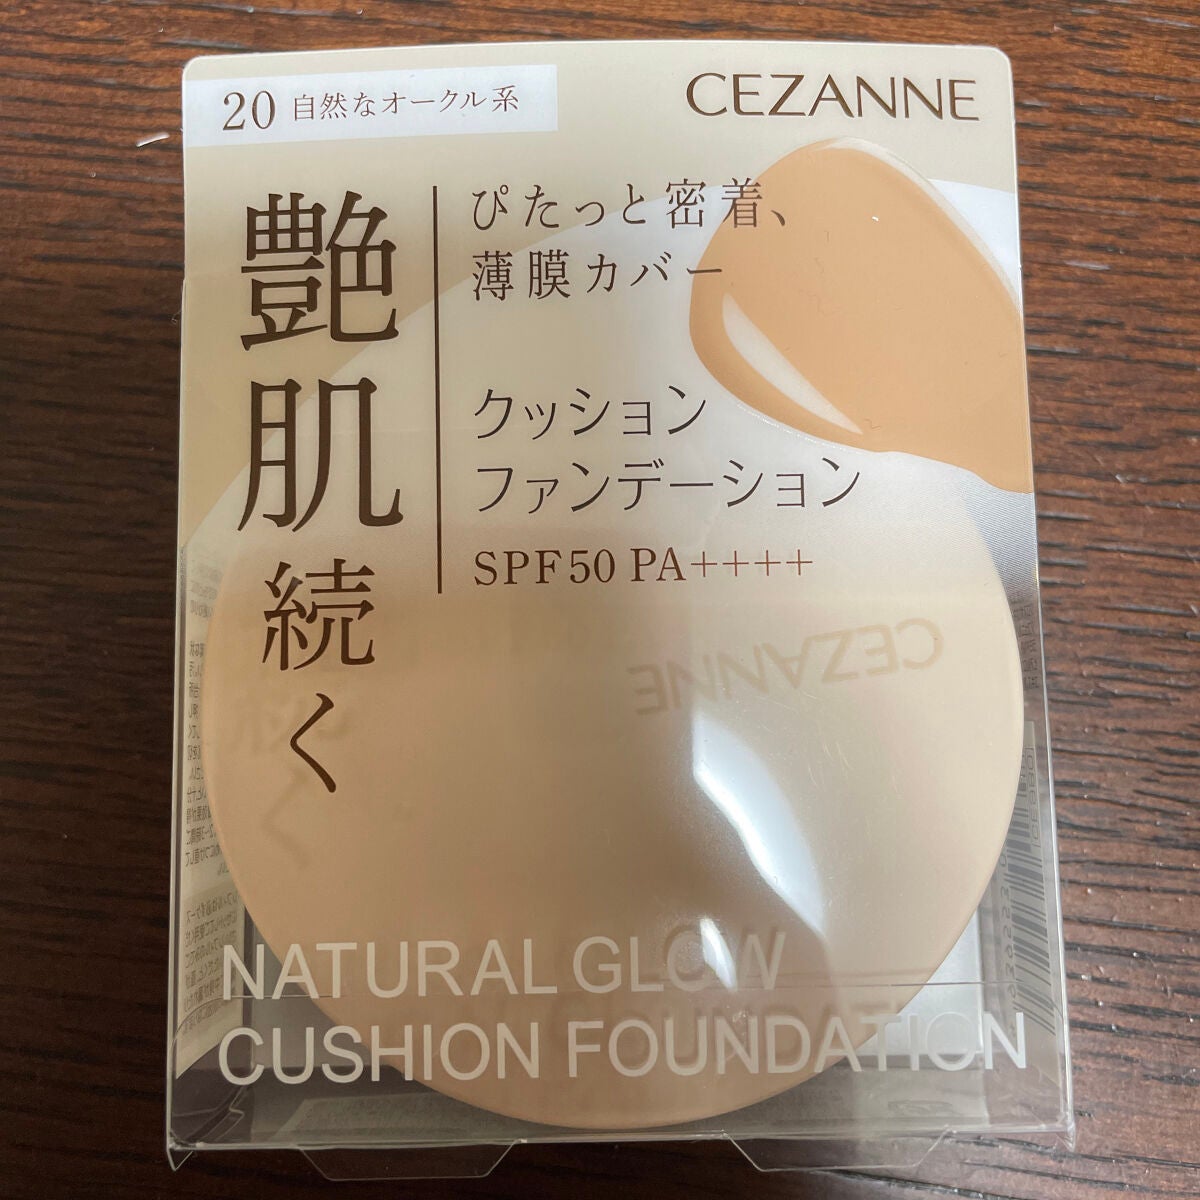 20 自然なオークル系
CEZANNE
艶肌続く
ぴたっと密着、
薄膜カバー
クッション
ファンデーション
SPF50 PA++++
CEZANNE
NATURAL GLOW
CUSHION FOUNDATION